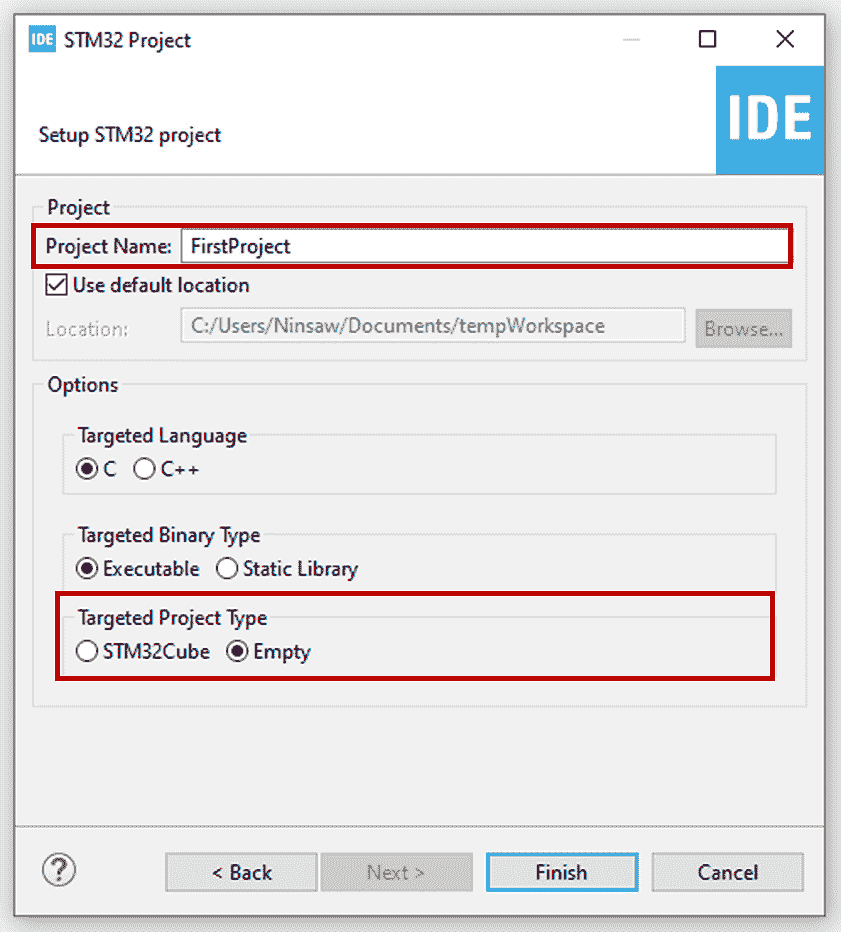 IDE STM32 Project
Setup STM32 project
IDE
Project
Project Name: FirstProject
Use default location
Location: C:/Users/Ninsaw/Documents/tempWorkspace Browse...
Options
Targeted Language
C C++
Targeted Binary Type
Executable Static Library
Targeted Project Type
STM32Cube Empty
? < Back Next > Finish Cancel